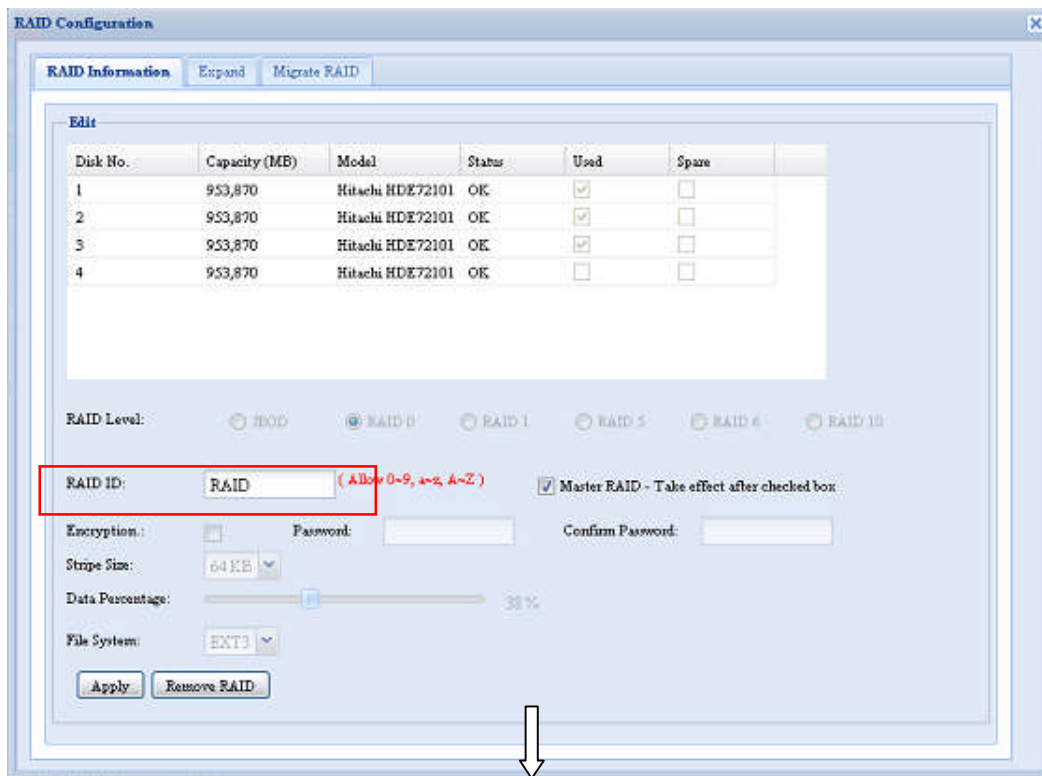 RAID Configuration
RAID Information Expand Migrate RAID
Edit
Disk No. Capacity (MB) Model Status Used Spare
1 953,870 Hitachi HDE72101 OK
2 953,870 Hitachi HDE72101 OK
3 953,870 Hitachi HDE72101 OK
4 953,870 Hitachi HDE72101 OK
RAID Level: JBOD RAID 0 RAID 1 RAID 5 RAID 6 RAID 10
RAID ID: RAID ( Allow 0~9, a~z, A~Z ) Master RAID - Take effect after checked box
Encryption.: Password: Confirm Password:
Stripe Size: 64 KB
Data Percentage: 38 %
File System: EXT3
Apply Remove RAID